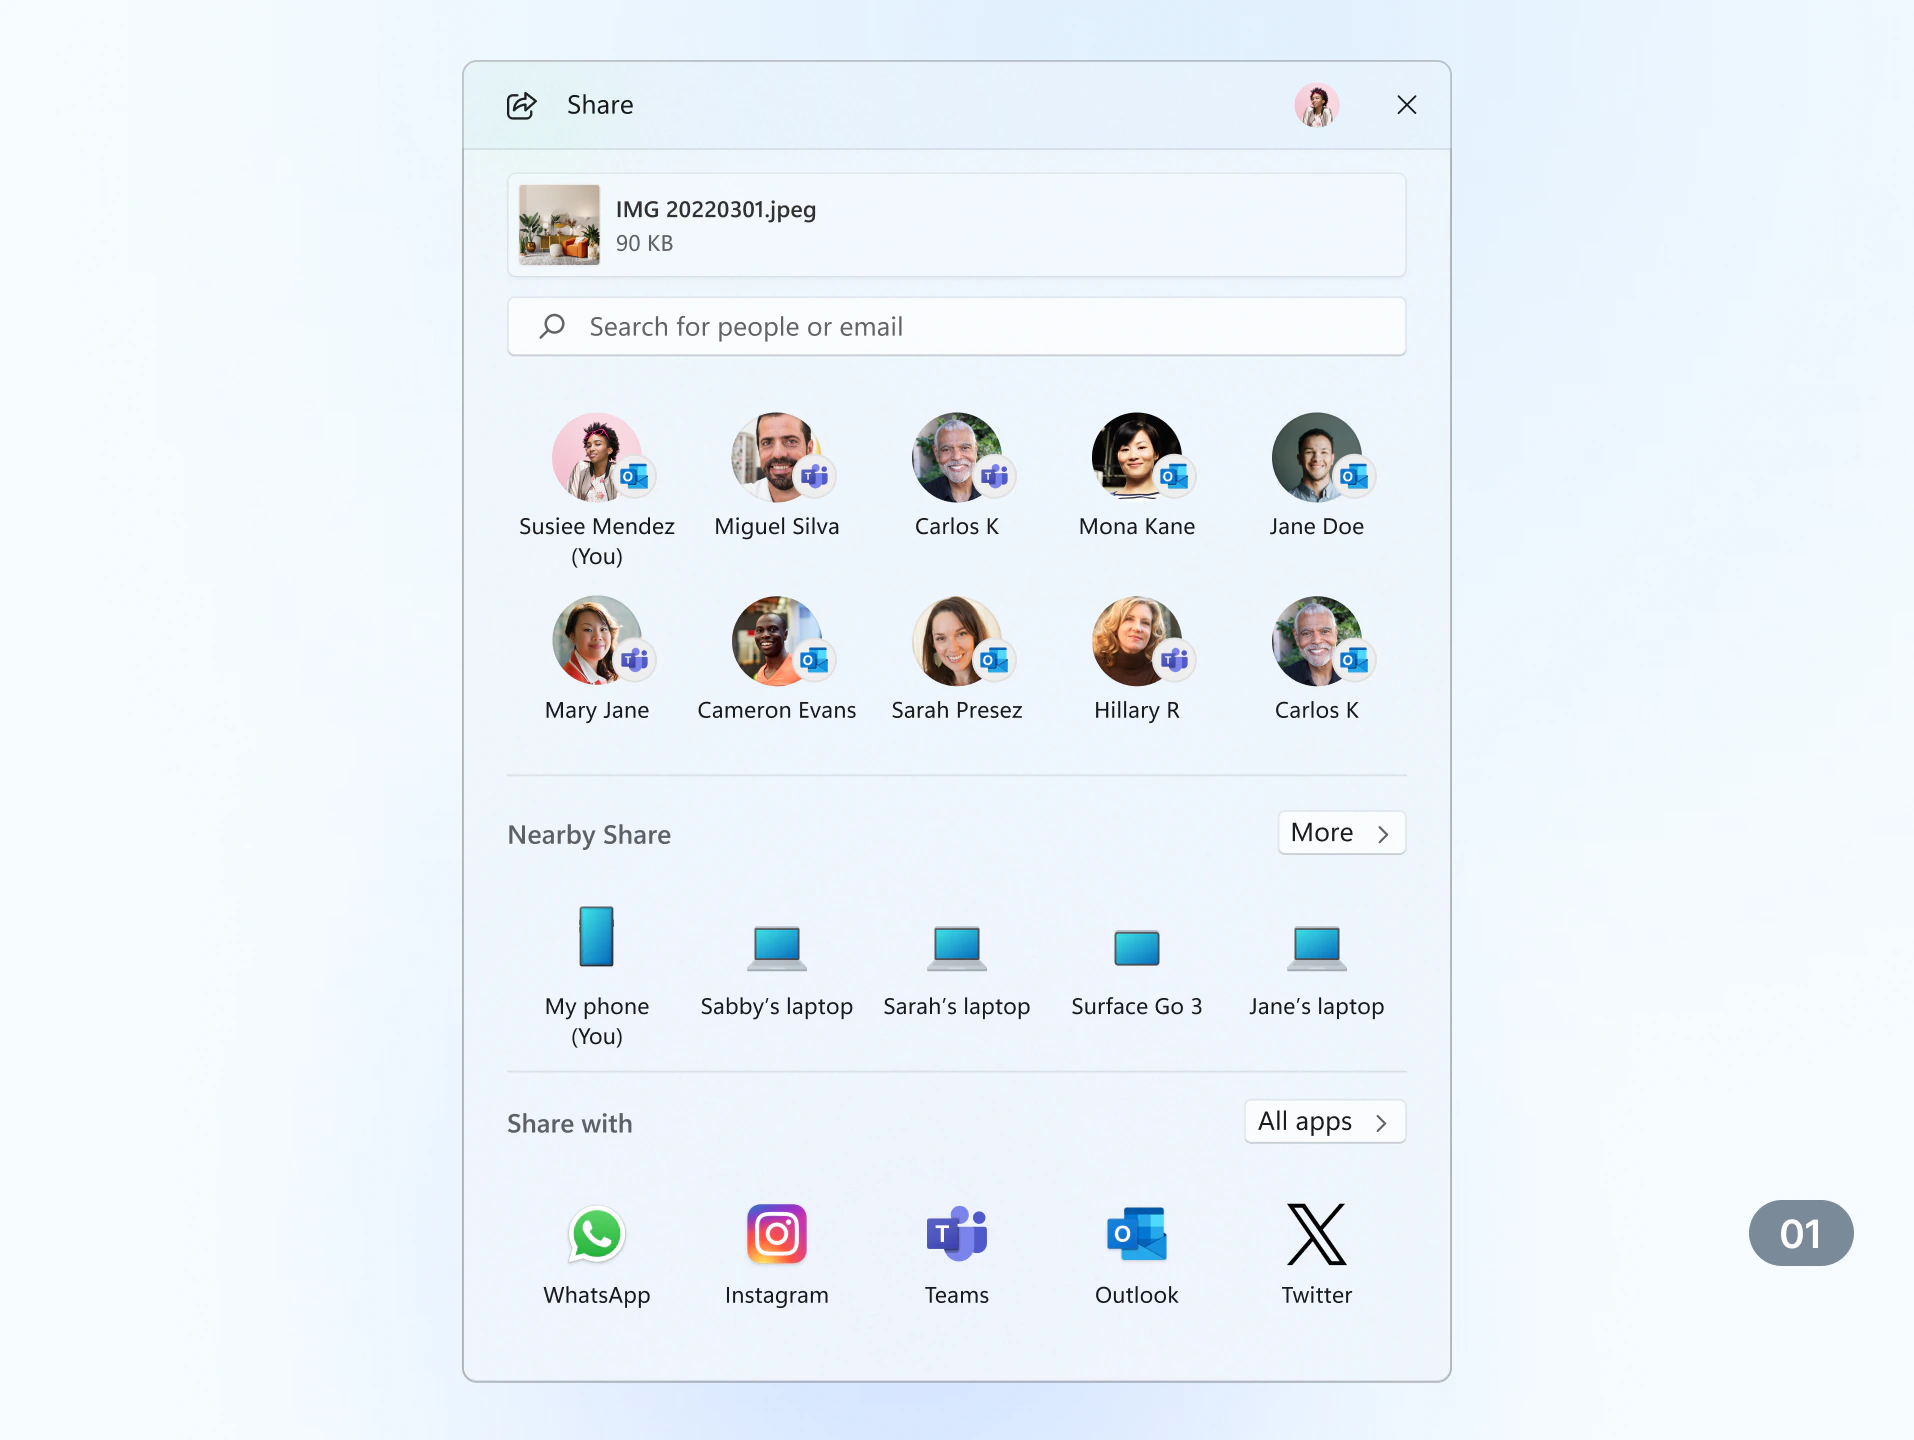 Share
IMG 20220301.jpeg
90 KB
Search for people or email
Susiee Mendez
(You)
Miguel Silva
Carlos K
Mona Kane
Jane Doe
Mary Jane
Cameron Evans
Sarah Presez
Hillary R
Carlos K
Nearby Share
More
My phone
(You)
Sabby’s laptop
Sarah’s laptop
Surface Go 3
Jane’s laptop
Share with
All apps
WhatsApp
Instagram
Teams
Outlook
Twitter
01